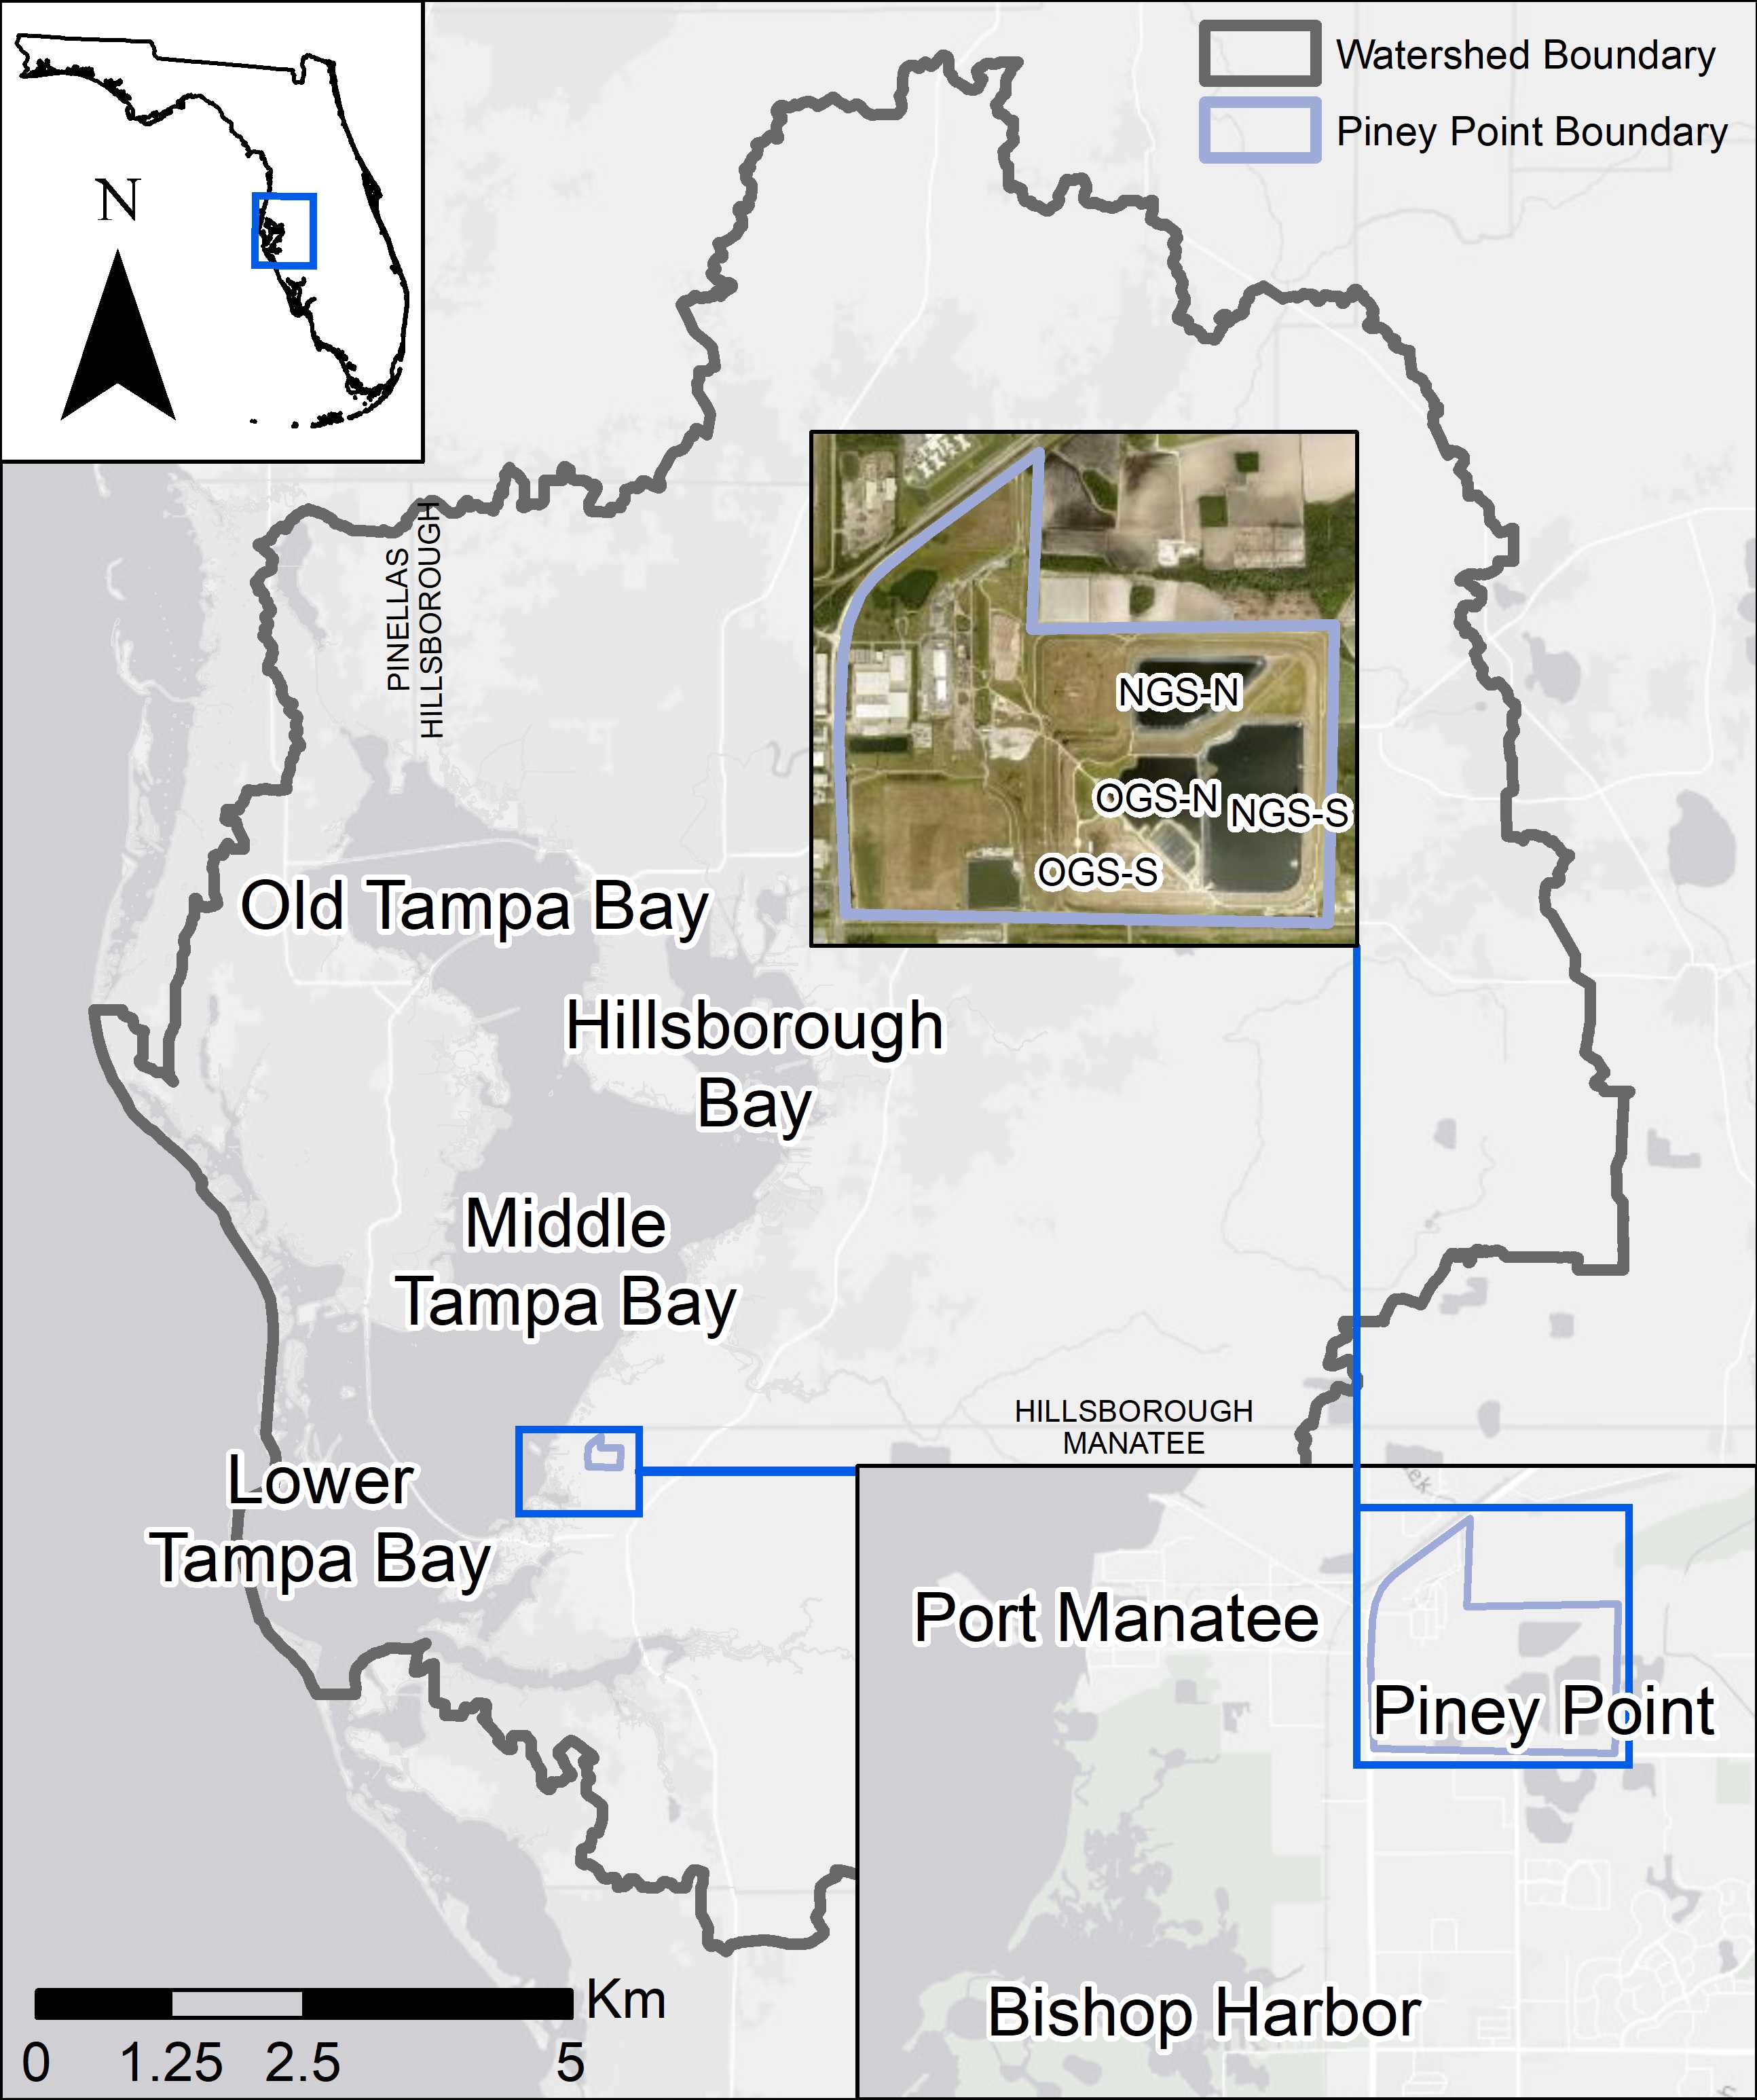 Watershed Boundary
Piney Point Boundary
N
PINELLAS
HILLSBOROUGH
NGS-N
OGS-N
NGS-S
OGS-S
Old Tampa Bay
Hillsborough
Bay
Middle
Tampa Bay
HILLSBOROUGH
MANATEE
Lower
Tampa Bay
Port Manatee
Piney Point
Bishop Harbor
Km
0 1.25 2.5 5